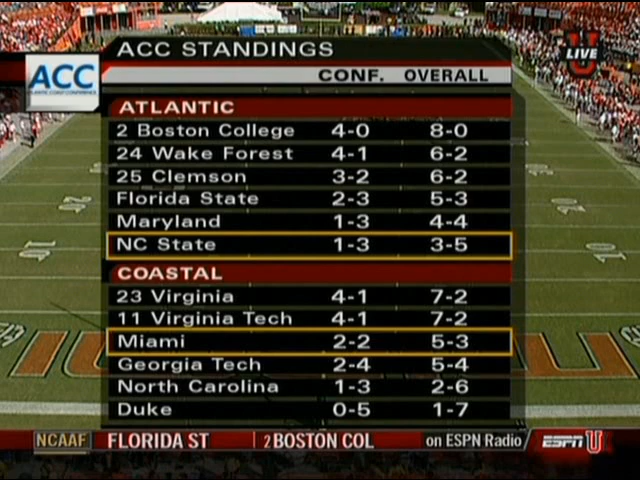 ACC STANDINGS
ACC
ATLANTIC COAST CONFERENCE
CONF. OVERALL
LIVE
ATLANTIC
2 Boston College 4-0 8-0
24 Wake Forest 4-1 6-2
25 Clemson 3-2 6-2
Florida State 2-3 5-3
Maryland 1-3 4-4
NC State 1-3 3-5
COASTAL
23 Virginia 4-1 7-2
11 Virginia Tech 4-1 7-2
Miami 2-2 5-3
Georgia Tech 2-4 5-4
North Carolina 1-3 2-6
Duke 0-5 1-7
NCAAF FLORIDA ST 2 BOSTON COL on ESPN Radio ESPN U